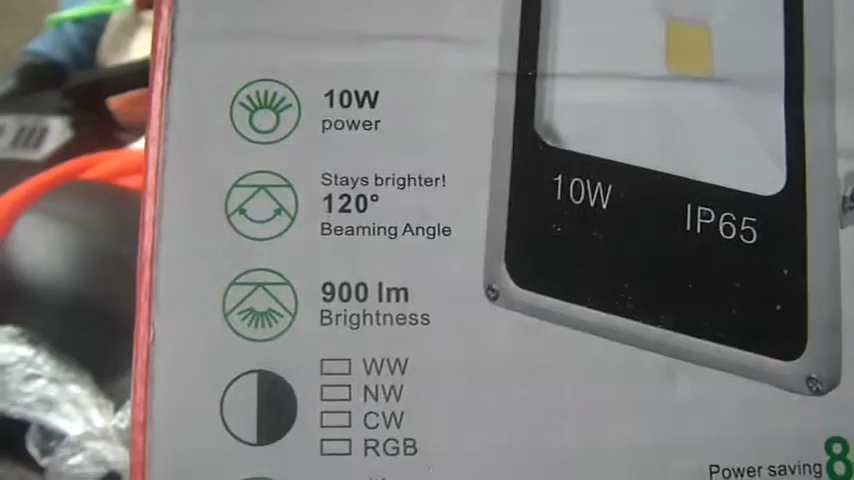 10W
power
Stays brighter!
120°
Beaming Angle
900 lm
Brightness
WW
NW
CW
RGB
10W
IP65
Power saving 8